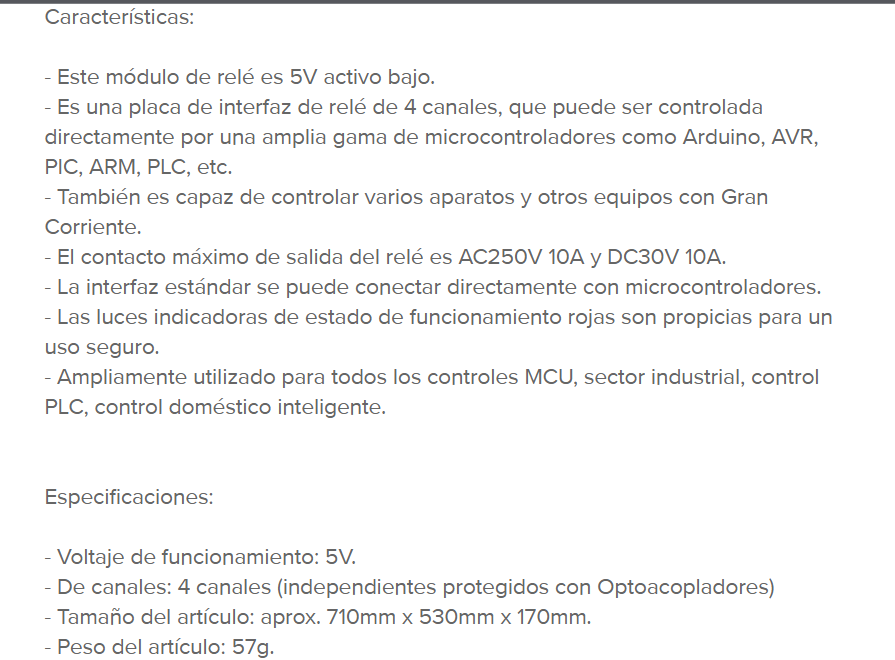 Características:
- Este módulo de relé es 5V activo bajo.
- Es una placa de interfaz de relé de 4 canales, que puede ser controlada
directamente por una amplia gama de microcontroladores como Arduino, AVR,
PIC, ARM, PLC, etc.
- También es capaz de controlar varios aparatos y otros equipos con Gran
Corriente.
- El contacto máximo de salida del relé es AC250V 10A y DC30V 10A.
- La interfaz estándar se puede conectar directamente con microcontroladores.
- Las luces indicadoras de estado de funcionamiento rojas son propicias para un
uso seguro.
- Ampliamente utilizado para todos los controles MCU, sector industrial, control
PLC, control doméstico inteligente.
Especificaciones:
- Voltaje de funcionamiento: 5V.
- De canales: 4 canales (independientes protegidos con Optoacopladores)
- Tamaño del artículo: aprox. 710mm x 530mm x 170mm.
- Peso del artículo: 57g.